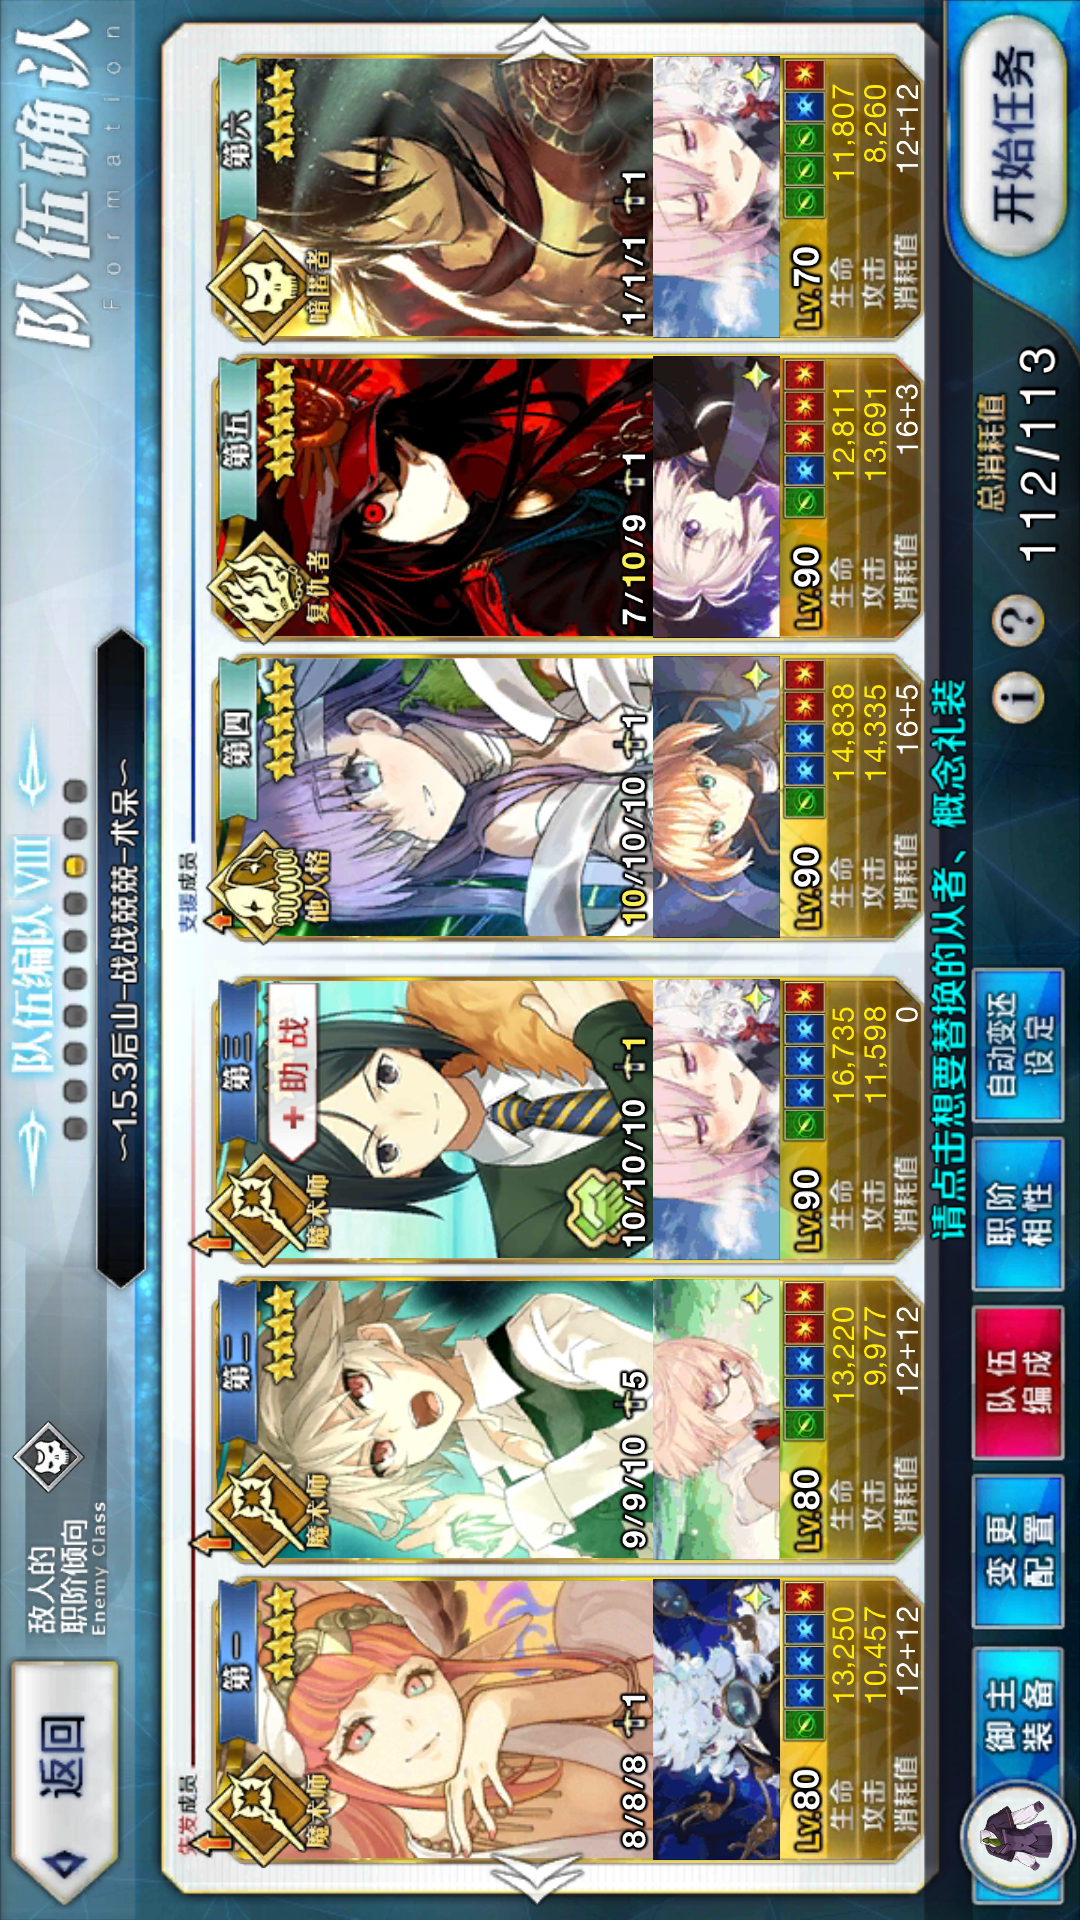 返回
敌人的
职阶倾向
Enemy Class
队伍编队 VIII
~1.5.3后山-战战兢兢-术呆~
队伍确认
Formation
先发成员
支援成员
第一
魔术师
8/8/8
1
Lv.80
生命 13,250
攻击 10,457
消耗值 12+12
第二
魔术师
9/9/10
5
Lv.80
生命 13,220
攻击 9,977
消耗值 12+12
第三
+助战
魔术师
10/10/10
1
Lv.90
生命 16,735
攻击 11,598
消耗值 0
第四
他人格
10/10/10
1
Lv.90
生命 14,838
攻击 14,335
消耗值 16+5
第五
复仇者
7/10/9
1
Lv.90
生命 12,811
攻击 13,691
消耗值 16+3
第六
暗匿者
1/1/1
1
Lv.70
生命 11,807
攻击 8,260
消耗值 12+12
请点击想要替换的从者、概念礼装
御主
装备
变更
配置
队伍
编成
职阶
相性
自动变还
设定
i
?
总消耗值
112/113
开始任务